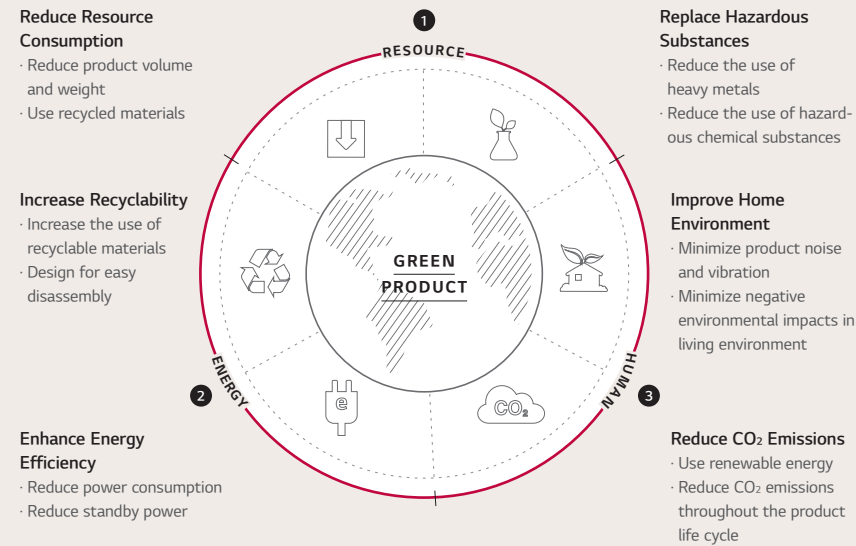 Reduce Resource
Consumption
· Reduce product volume
and weight
· Use recycled materials
Increase Recyclability
· Increase the use of
recyclable materials
· Design for easy
disassembly
Enhance Energy
Efficiency
· Reduce power consumption
· Reduce standby power
1
RESOURCE
GREEN
PRODUCT
2
ENERGY
e
CO₂
HUMAN
3
Replace Hazardous
Substances
· Reduce the use of
heavy metals
· Reduce the use of hazard-
ous chemical substances
Improve Home
Environment
· Minimize product noise
and vibration
· Minimize negative
environmental impacts in
living environment
Reduce CO₂ Emissions
· Use renewable energy
· Reduce CO₂ emissions
throughout the product
life cycle